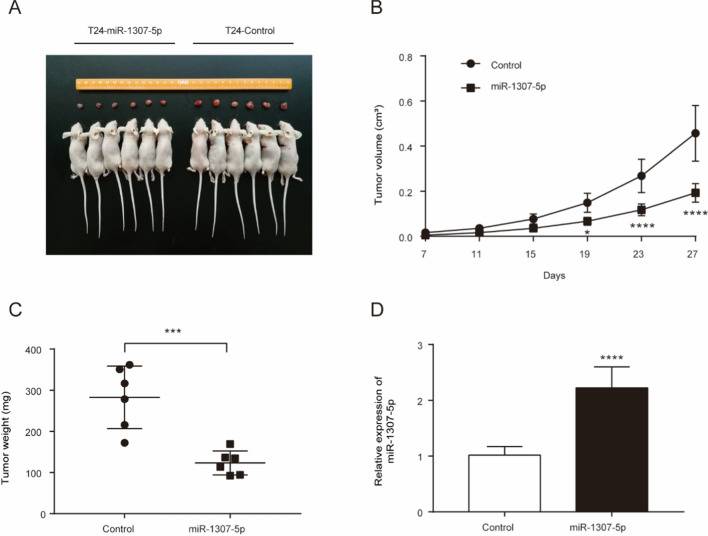 A
T24-miR-1307-5p
T24-Control
B
Control
miR-1307-5p
Tumor volume (cm³)
0.8
0.6
0.4
0.2
0.0
*
****
****
7
11
15
19
23
27
Days
C
***
Tumor weight (mg)
400
300
200
100
0
Control
miR-1307-5p
D
****
Relative expression of
miR-1307-5p
3
2
1
0
Control
miR-1307-5p